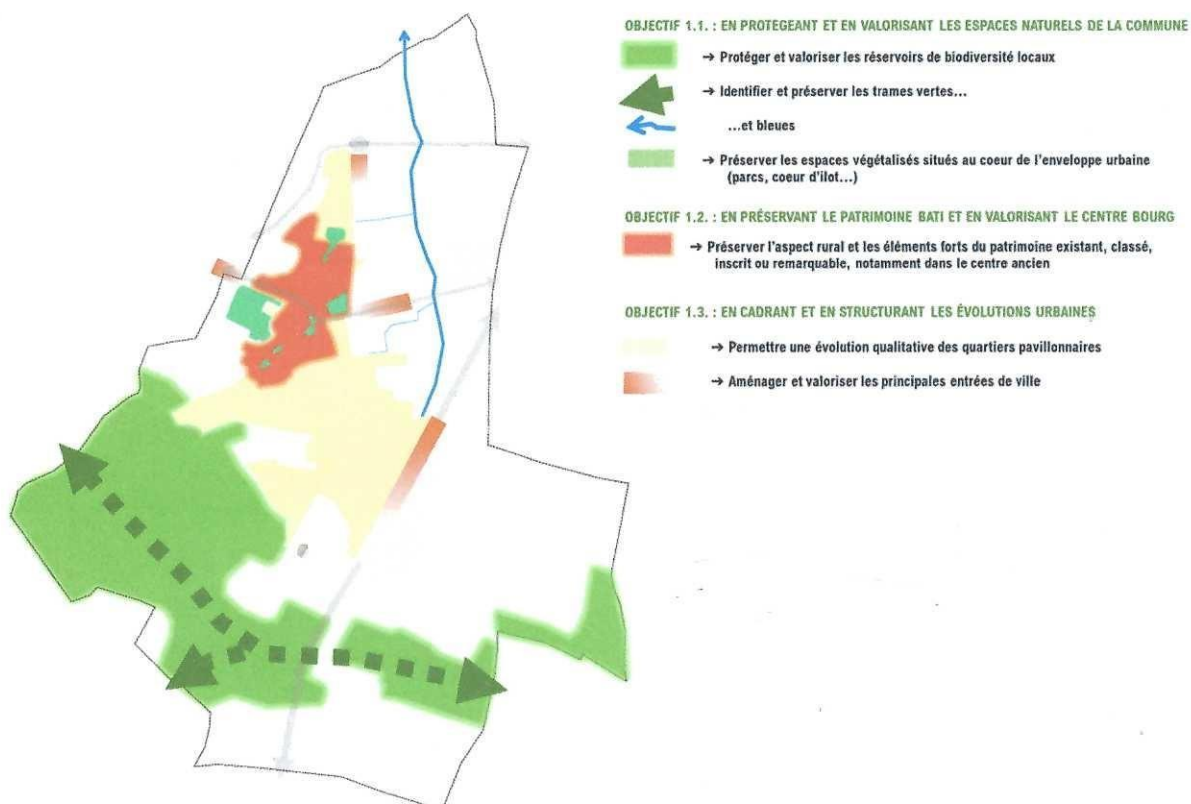 OBJECTIF 1.1. : EN PROTEGEANT ET EN VALORISANT LES ESPACES NATURELS DE LA COMMUNE
→ Protéger et valoriser les réservoirs de biodiversité locaux
→ Identifier et préserver les trames vertes...
...et bleues
→ Préserver les espaces végétalisés situés au coeur de l'enveloppe urbaine
(parcs, coeur d'ilot...)
OBJECTIF 1.2. : EN PRÉSERVANT LE PATRIMOINE BATI ET EN VALORISANT LE CENTRE BOURG
→ Préserver l'aspect rural et les éléments forts du patrimoine existant, classé,
inscrit ou remarquable, notamment dans le centre ancien
OBJECTIF 1.3. : EN CADRANT ET EN STRUCTURANT LES ÉVOLUTIONS URBAINES
→ Permettre une évolution qualitative des quartiers pavillonnaires
→ Aménager et valoriser les principales entrées de ville